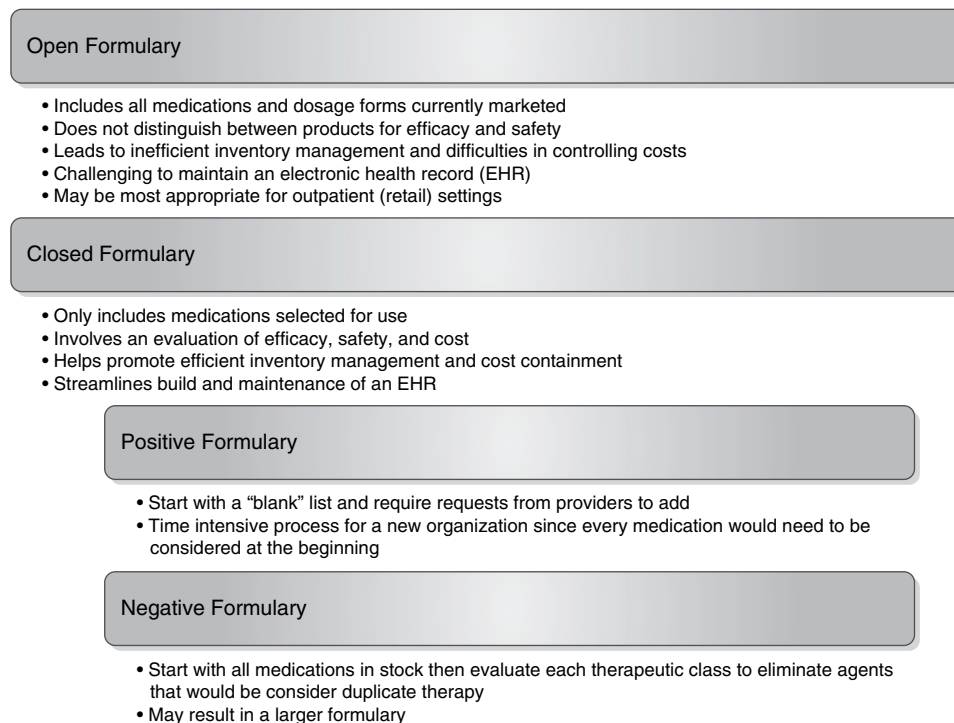 Open Formulary
• Includes all medications and dosage forms currently marketed
• Does not distinguish between products for efficacy and safety
• Leads to inefficient inventory management and difficulties in controlling costs
• Challenging to maintain an electronic health record (EHR)
• May be most appropriate for outpatient (retail) settings
Closed Formulary
• Only includes medications selected for use
• Involves an evaluation of efficacy, safety, and cost
• Helps promote efficient inventory management and cost containment
• Streamlines build and maintenance of an EHR
Positive Formulary
• Start with a “blank” list and require requests from providers to add
• Time intensive process for a new organization since every medication would need to be
considered at the beginning
Negative Formulary
• Start with all medications in stock then evaluate each therapeutic class to eliminate agents
that would be consider duplicate therapy
• May result in a larger formulary